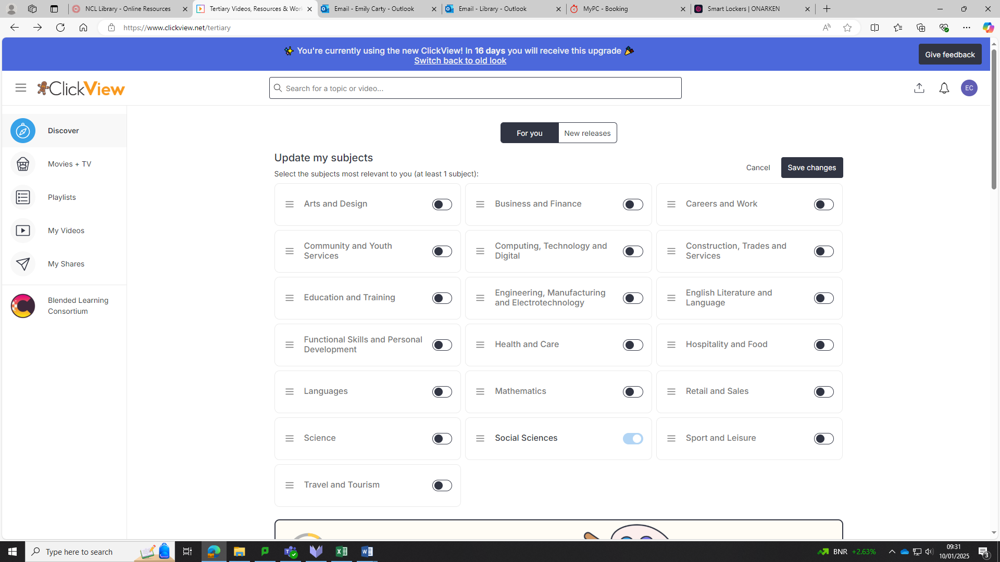 NCL Library - Online Resources
Tertiary Videos, Resources & Work
Email - Emily Carty - Outlook
Email - Library - Outlook
MyPC - Booking
Smart Lockers | ONARKEN
https://www.clickview.net/tertiary
You're currently using the new ClickView! In 16 days you will receive this upgrade
Switch back to old look
Give feedback
ClickView
Search for a topic or video...
EC
Discover
Movies + TV
Playlists
My Videos
My Shares
Blended Learning
Consortium
For you
New releases
Update my subjects
Select the subjects most relevant to you (at least 1 subject):
Cancel
Save changes
Arts and Design
Business and Finance
Careers and Work
Community and Youth
Services
Computing, Technology and
Digital
Construction, Trades and
Services
Education and Training
Engineering, Manufacturing
and Electrotechnology
English Literature and
Language
Functional Skills and Personal
Development
Health and Care
Hospitality and Food
Languages
Mathematics
Retail and Sales
Science
Social Sciences
Sport and Leisure
Travel and Tourism
Type here to search
BNR +2.63%
09:31
10/01/2025
3